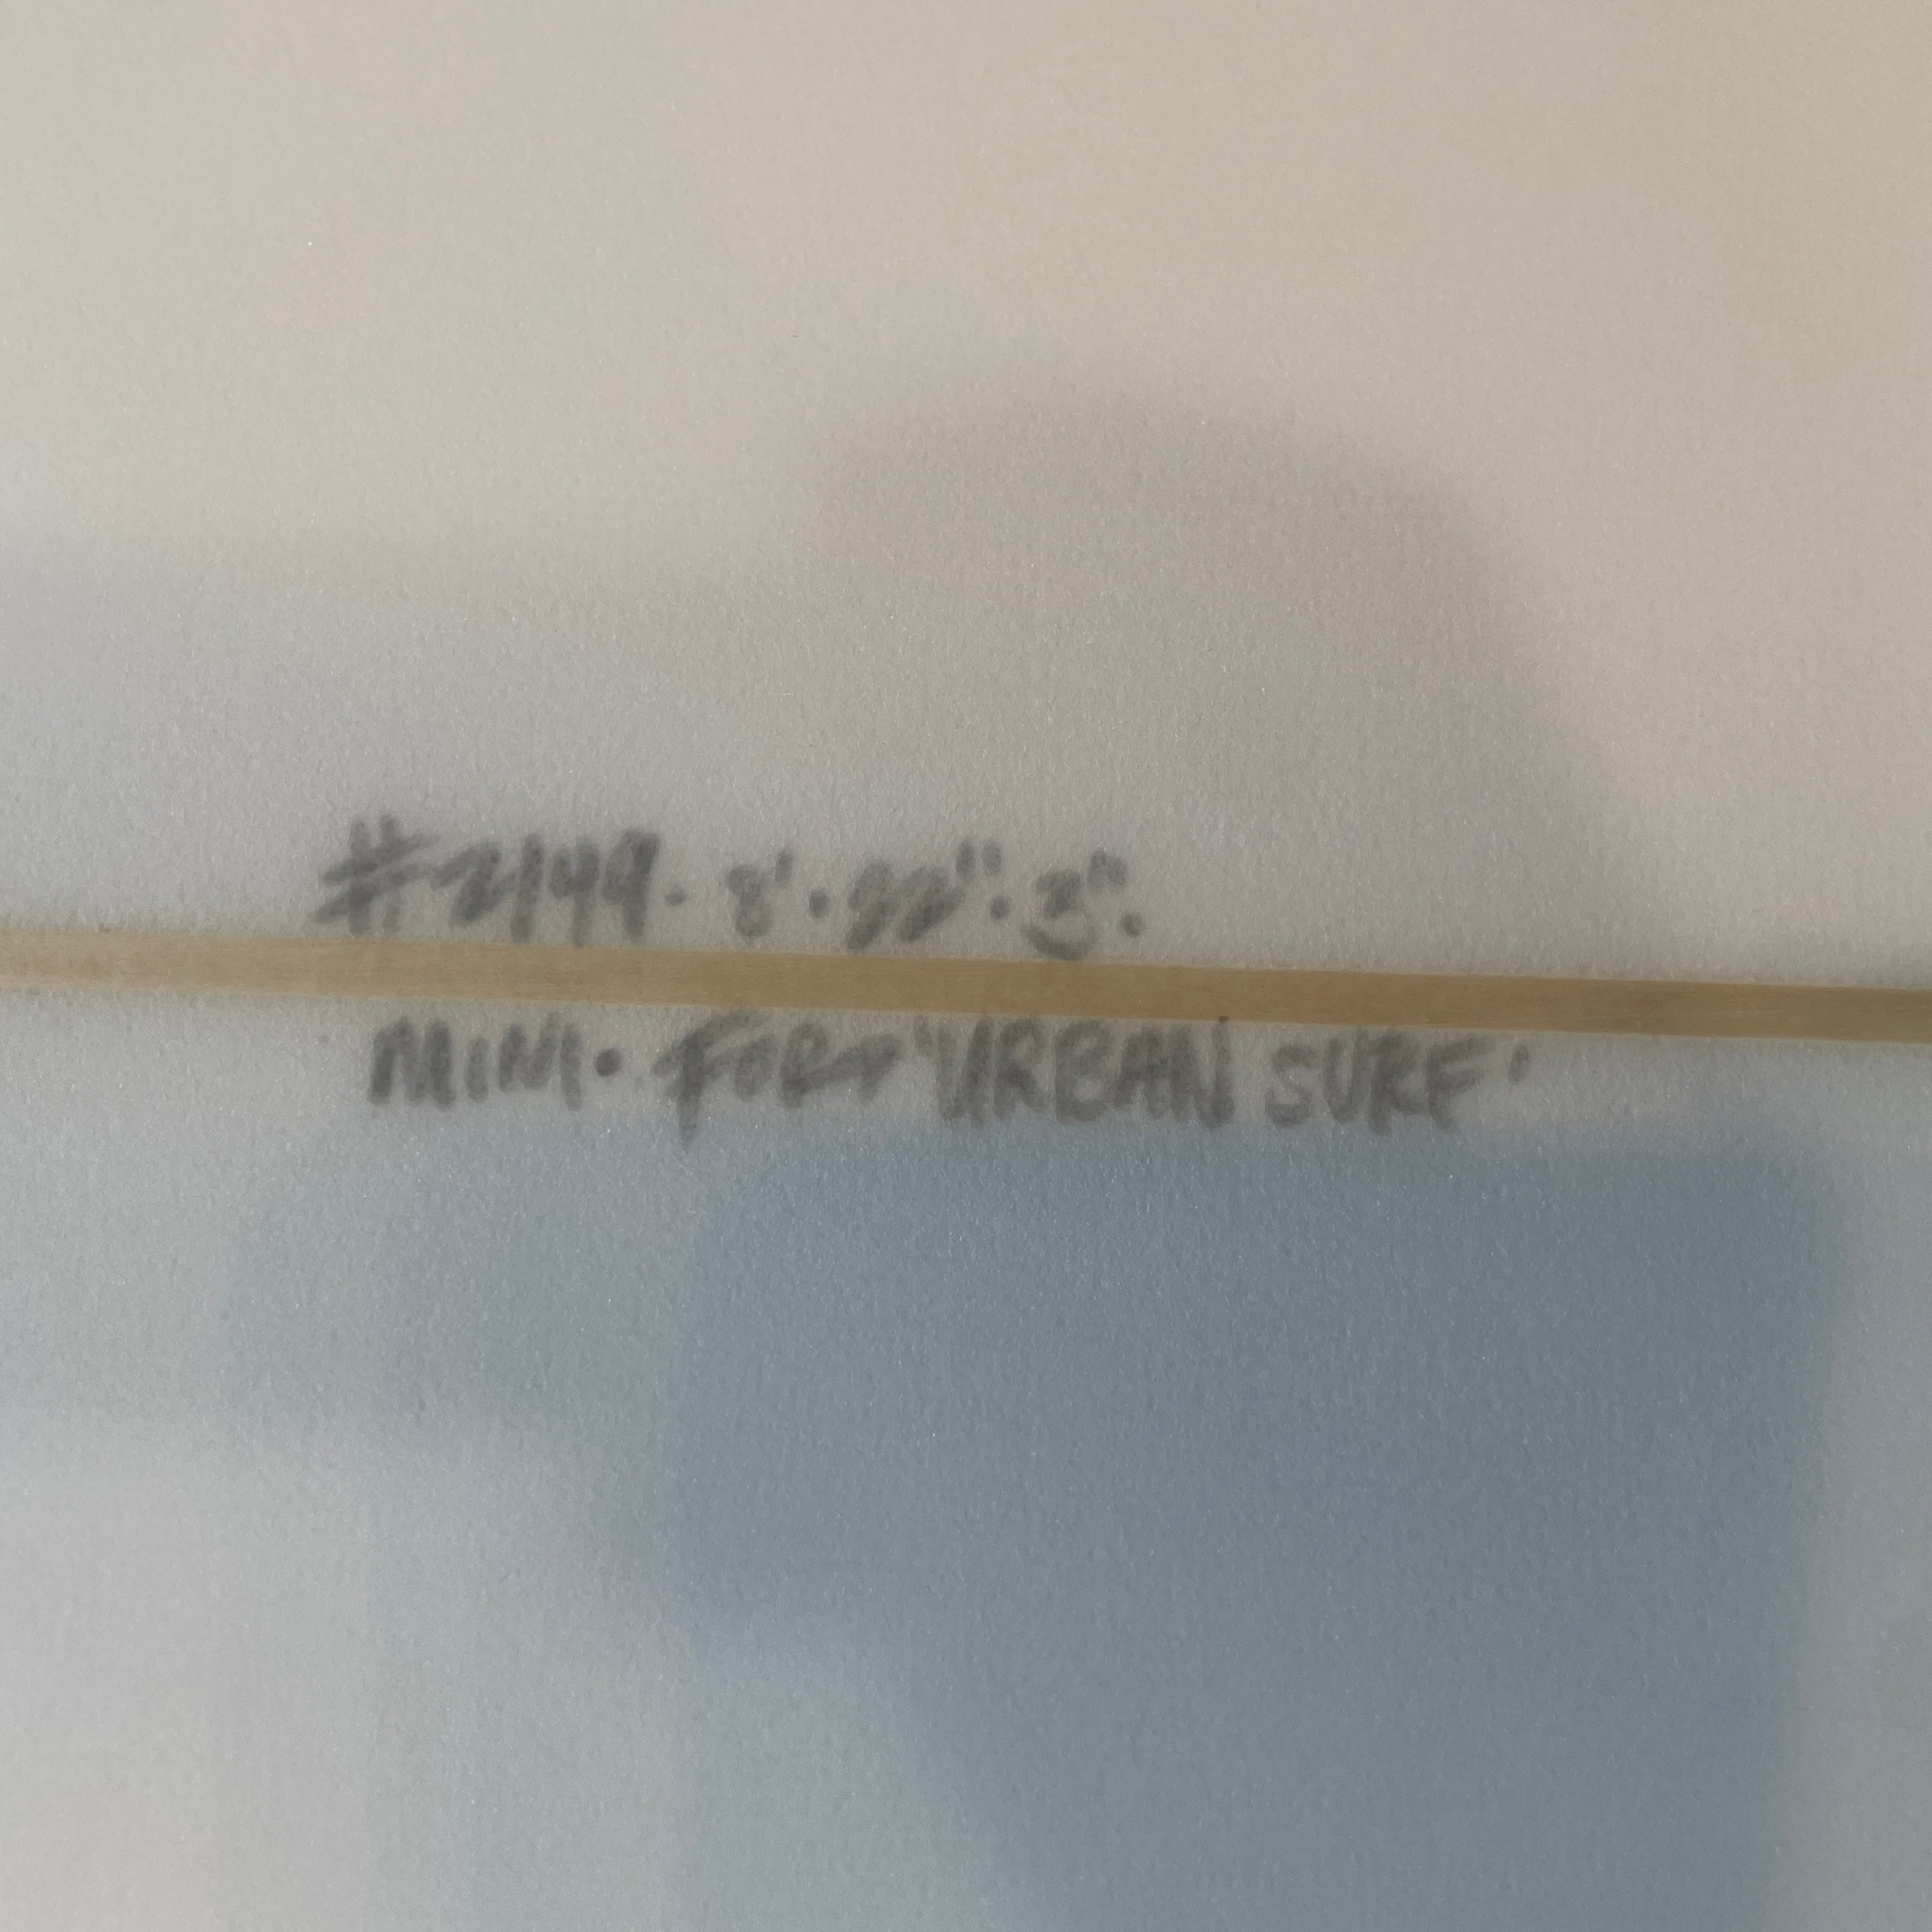 #2199. 8'. 22". 3".
MINI. FOR "URBAN SURF"